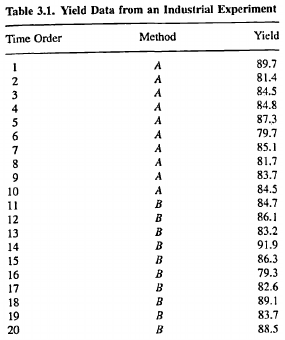 Table 3.1. Yield Data from an Industrial Experiment
Time Order Method Yield
1 A 89.7
2 A 81.4
3 A 84.5
4 A 84.8
5 A 87.3
6 A 79.7
7 A 85.1
8 A 81.7
9 A 83.7
10 A 84.5
11 B 84.7
12 B 86.1
13 B 83.2
14 B 91.9
15 B 86.3
16 B 79.3
17 B 82.6
18 B 89.1
19 B 83.7
20 B 88.5